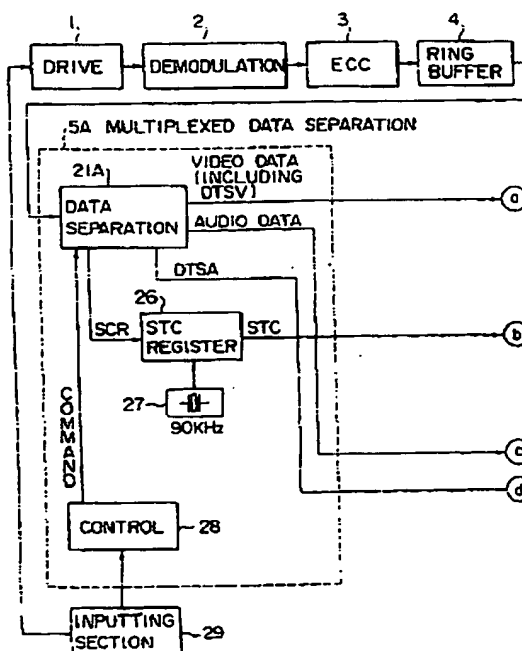 1
2
3
4
DRIVE
DEMODULATION
ECC
RING
BUFFER
5A MULTIPLEXED DATA SEPARATION
21A
VIDEO DATA
(INCLUDING
DTSV)
a
DATA
SEPARATION
AUDIO DATA
DTSA
26
SCR
STC
REGISTER
STC
b
27
90KHz
COMMAND
c
d
CONTROL
28
INPUTTING
SECTION
29